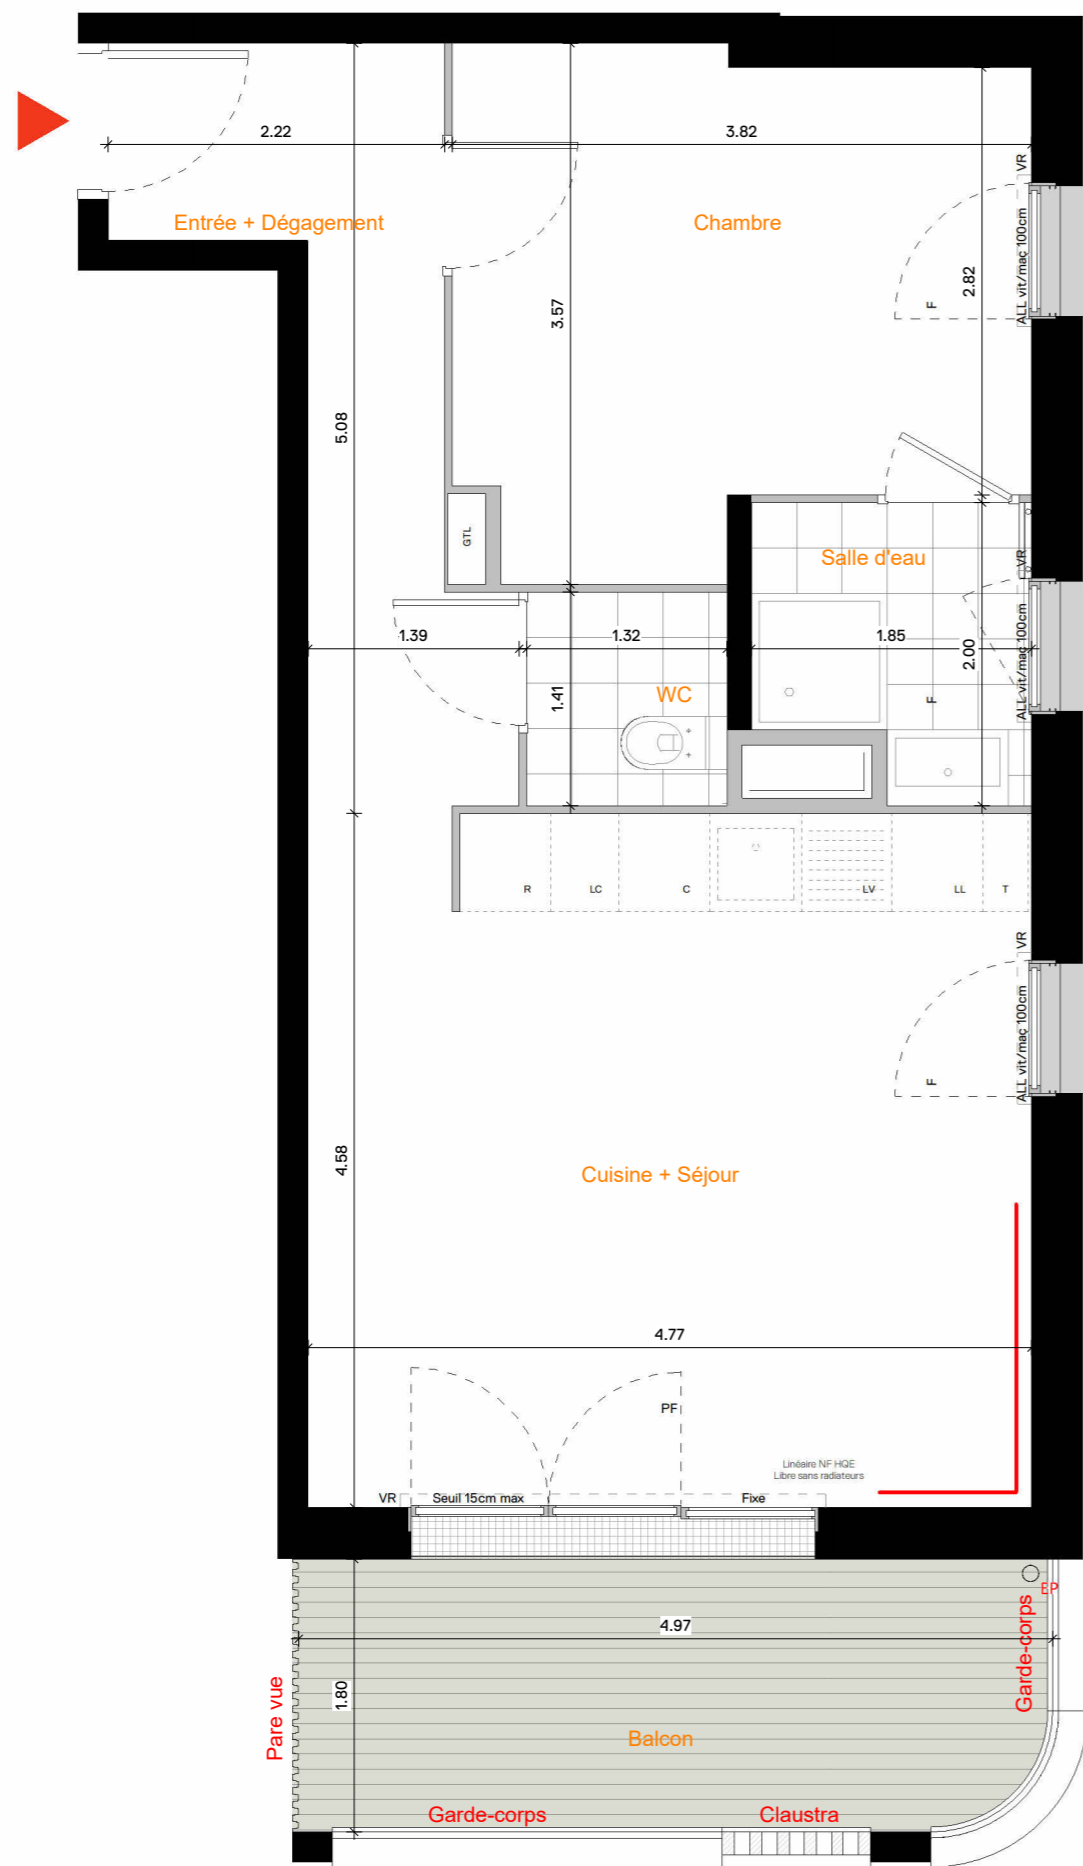 2.22
3.82
VR
Entrée + Dégagement
Chambre
ALL vit/maç 100cm
2.82
F
3.57
5.08
GTL
Salle d'eau
VR
1.39
1.32
1.85
2.00
ALL vit/maç 100cm
WC
1.41
F
R
LC
C
LV
LL
T
VR
ALL vit/maç 100cm
F
4.58
Cuisine + Séjour
4.77
PF
Linéaire NF HQE
Libre sans radiateurs
VR
Seuil 15cm max
Fixe
EP
4.97
Garde-corps
1.80
Pare vue
Balcon
Garde-corps
Claustra